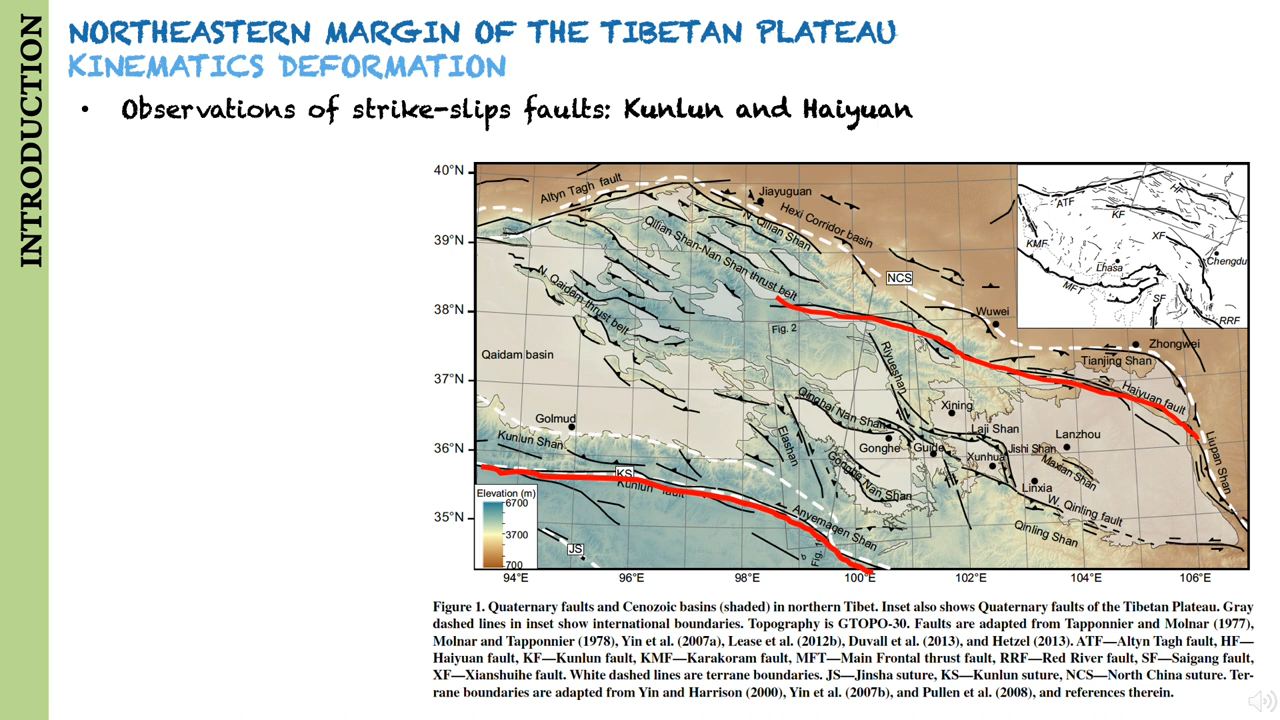 INTRODUCTION
NORTHEASTERN MARGIN OF THE TIBETAN PLATEAU
KINEMATICS DEFORMATION
• Observations of strike-slips faults: Kunlun and Haiyuan
40°N
39°N
38°N
37°N
36°N
35°N
Altyn Tagh fault
Jiayuguan
Hexi Corridor basin
N. Qilian Shan
Qilian Shan-Nan Shan thrust belt
NCS
N. Qaidam thrust belt
Wuwei
Fig. 2
Zhongwei
Tianjing Shan
Qaidam basin
Riyueshan
Haiyuan fault
Qinghai Nan Shan
Xining
Golmud
Laji Shan
Lanzhou
Kunlun Shan
Elashan
Gonghe
Guide
Jishi Shan
Liupan Shan
Xunhua
Maxian Shan
Gonghe Nan Shan
KS
Kunlun fault
Linxia
W. Qinling fault
Anyemaqen Shan
Qinling Shan
JS
Fig. 1
Elevation (m)
6700
3700
700
94°E
96°E
98°E
100°E
102°E
104°E
106°E
ATF
HF
KF
XF
KMF
Chengdu
Lhasa
MFT
SF
RRF
Figure 1. Quaternary faults and Cenozoic basins (shaded) in northern Tibet. Inset also shows Quaternary faults of the Tibetan Plateau. Gray
dashed lines in inset show international boundaries. Topography is GTOPO-30. Faults are adapted from Tapponnier and Molnar (1977),
Molnar and Tapponnier (1978), Yin et al. (2007a), Lease et al. (2012b), Duvall et al. (2013), and Hetzel (2013). ATF—Altyn Tagh fault, HF—
Haiyuan fault, KF—Kunlun fault, KMF—Karakoram fault, MFT—Main Frontal thrust fault, RRF—Red River fault, SF—Saigang fault,
XF—Xianshuihe fault. White dashed lines are terrane boundaries. JS—Jinsha suture, KS—Kunlun suture, NCS—North China suture. Ter-
rane boundaries are adapted from Yin and Harrison (2000), Yin et al. (2007b), and Pullen et al. (2008), and references therein.